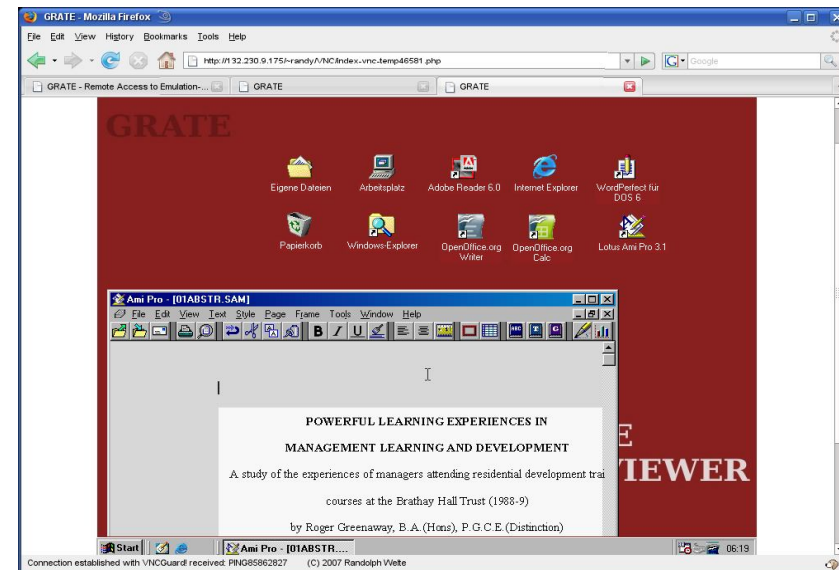 GRATE - Mozilla Firefox
File Edit View History Bookmarks Tools Help
http://132.230.9.175/~randy/VNC/index-vnc-temp46581.php
Google
GRATE - Remote Access to Emulation-...
GRATE
GRATE
GRATE
Eigene Dateien
Arbeitsplatz
Adobe Reader 6.0
Internet Explorer
WordPerfect für
DOS 6
Papierkorb
Windows-Explorer
OpenOffice.org
Writer
OpenOffice.org
Calc
Lotus Ami Pro 3.1
Ami Pro - [01ABSTR.SAM]
File Edit View Text Style Page Frame Tools Window Help
B I U
POWERFUL LEARNING EXPERIENCES IN
MANAGEMENT LEARNING AND DEVELOPMENT
A study of the experiences of managers attending residential development trai
courses at the Brathay Hall Trust (1988-9)
by Roger Greenaway, B.A.(Hons), P.G.C.E.(Distinction)
E
IEWER
Start
Ami Pro - [01ABSTR....
06:19
Connection established with VNCGuard! received: PING85862827 (C) 2007 Randolph Welte